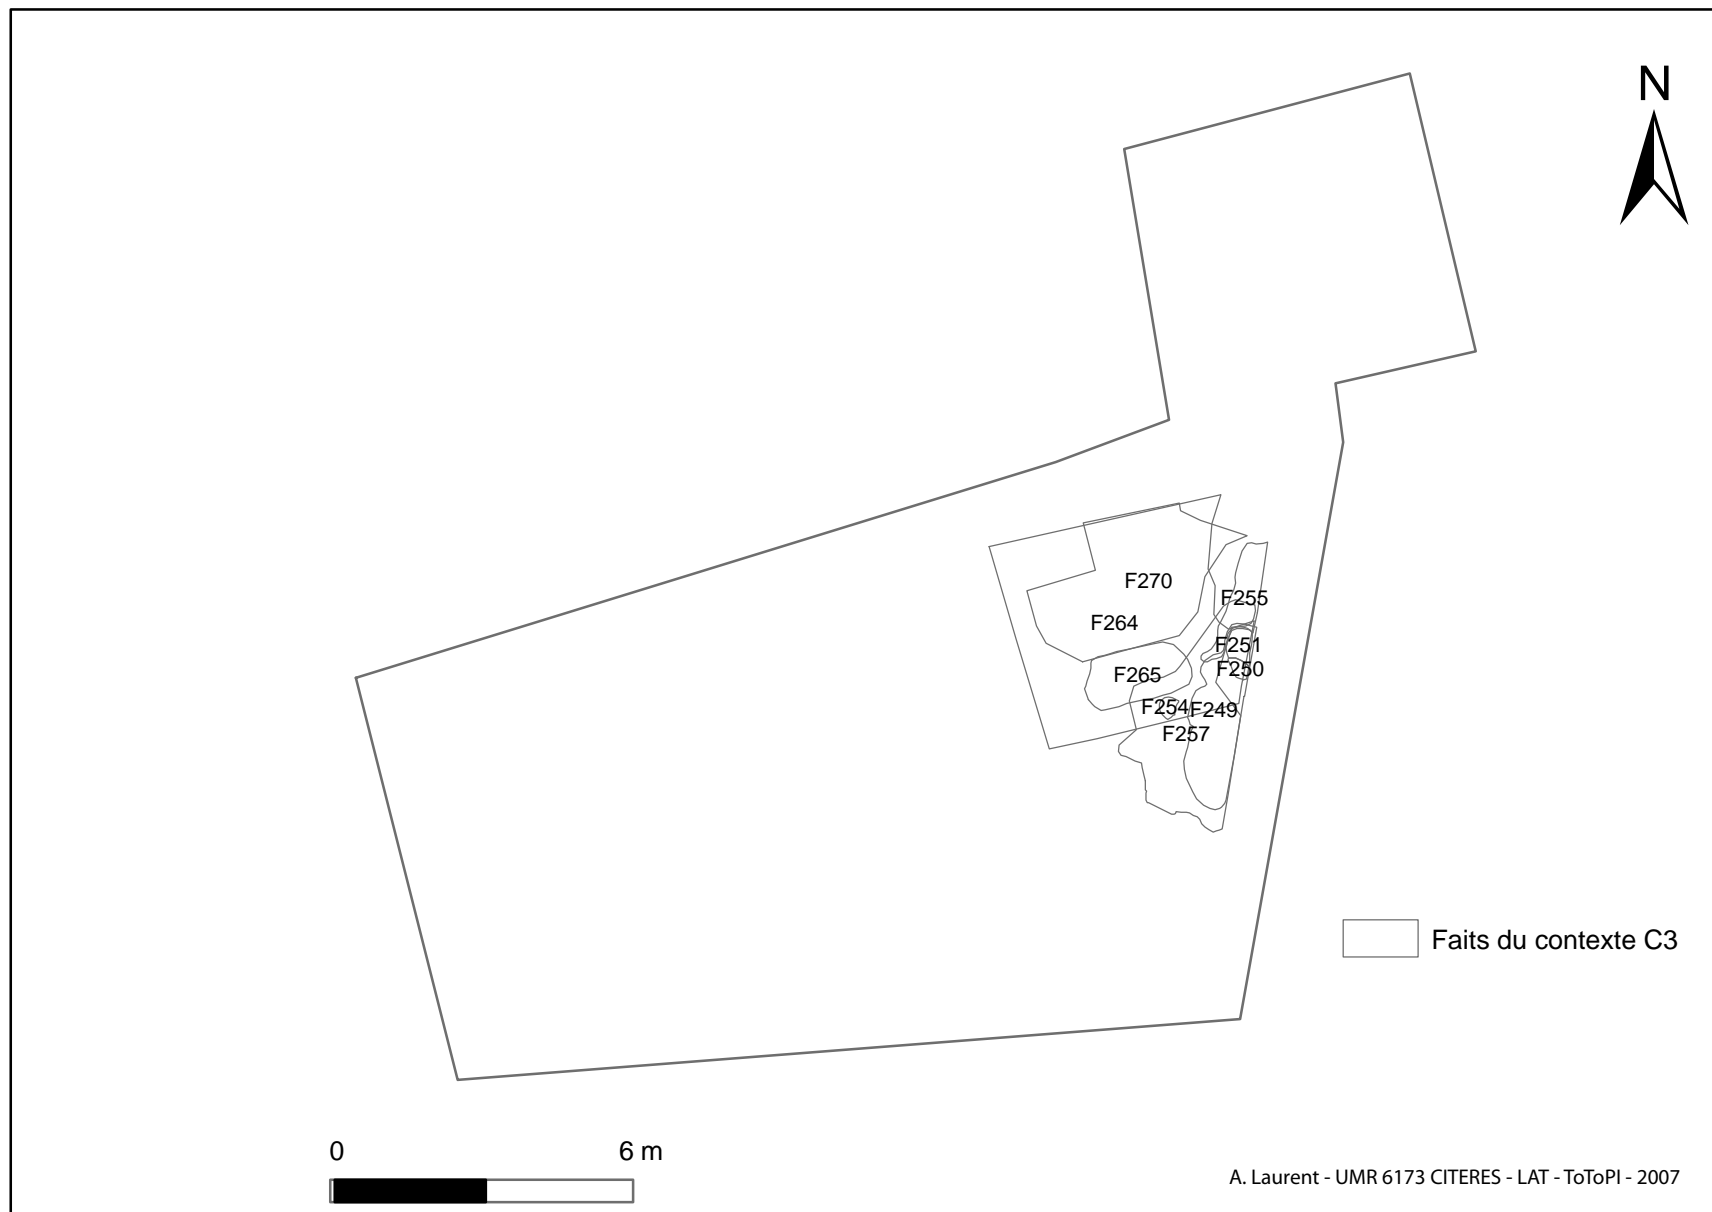 N
F270
F255
F264
F251
F265
F250
F254
F249
F257
Faits du contexte C3
0 6 m
A. Laurent - UMR 6173 CITERES - LAT - ToToPI - 2007